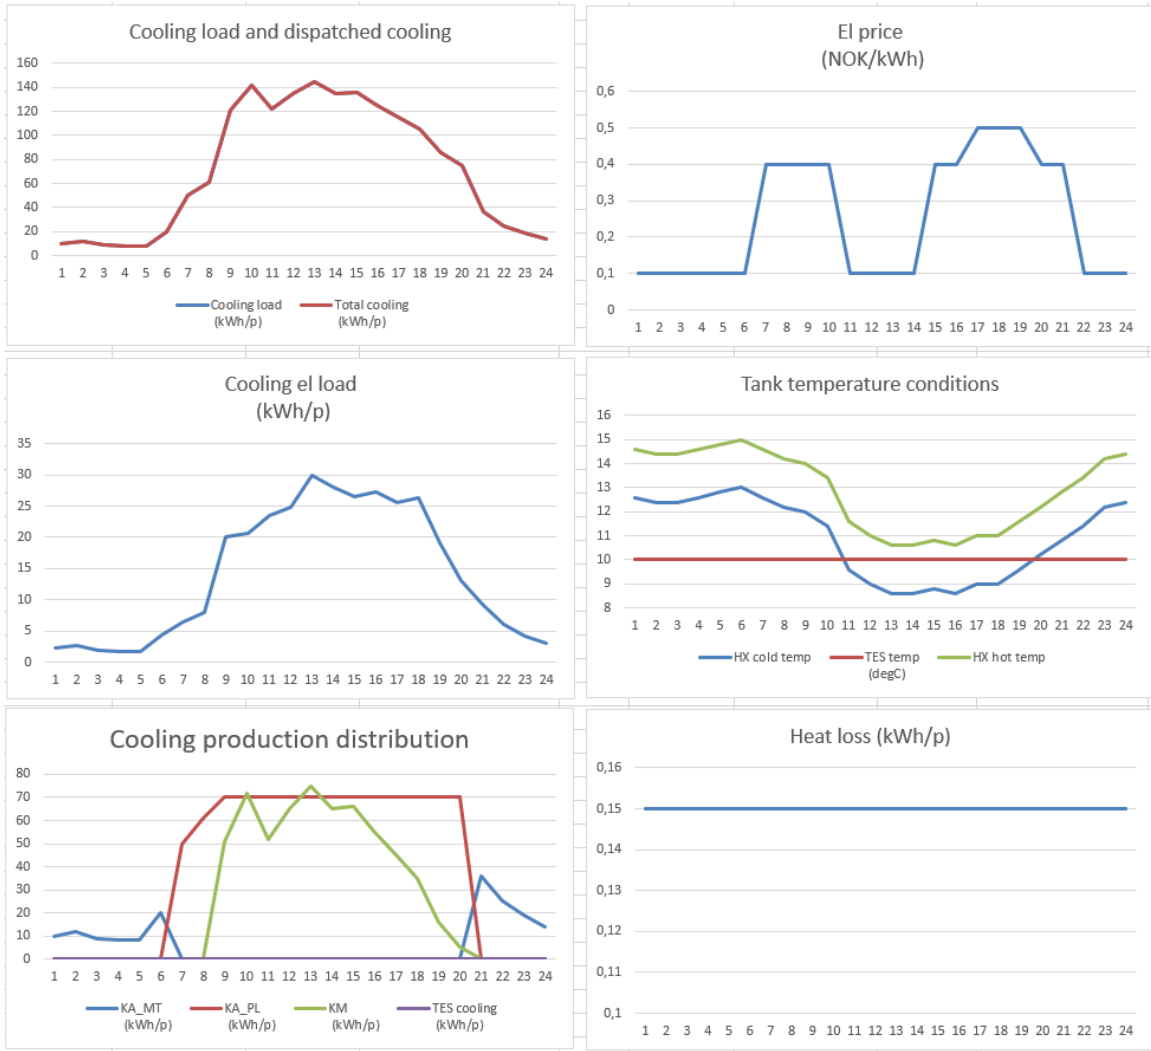 Cooling load and dispatched cooling
160
140
120
100
80
60
40
20
0
1 2 3 4 5 6 7 8 9 10 11 12 13 14 15 16 17 18 19 20 21 22 23 24
Cooling load Total cooling
(kWh/p) (kWh/p)
El price
(NOK/kWh)
0,6
0,5
0,4
0,3
0,2
0,1
0
1 2 3 4 5 6 7 8 9 10 11 12 13 14 15 16 17 18 19 20 21 22 23 24
Cooling el load
(kWh/p)
35
30
25
20
15
10
5
0
1 2 3 4 5 6 7 8 9 10 11 12 13 14 15 16 17 18 19 20 21 22 23 24
Tank temperature conditions
16
15
14
13
12
11
10
9
8
1 2 3 4 5 6 7 8 9 10 11 12 13 14 15 16 17 18 19 20 21 22 23 24
HX cold temp TES temp HX hot temp
(degC)
Cooling production distribution
80
70
60
50
40
30
20
10
0
1 2 3 4 5 6 7 8 9 10 11 12 13 14 15 16 17 18 19 20 21 22 23 24
KA_MT KA_PL KM TES cooling
(kWh/p) (kWh/p) (kWh/p) (kWh/p)
Heat loss (kWh/p)
0,16
0,15
0,14
0,13
0,12
0,11
0,1
1 2 3 4 5 6 7 8 9 10 11 12 13 14 15 16 17 18 19 20 21 22 23 24